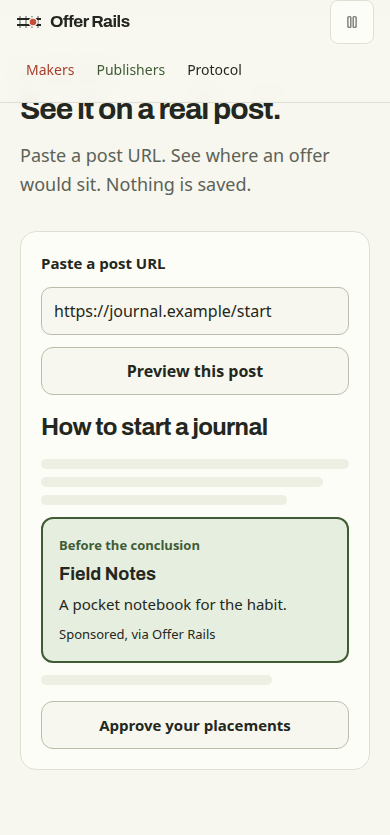 Offer Rails
Makers
Publishers
Protocol
See it on a real post.
Paste a post URL. See where an offer
would sit. Nothing is saved.
Paste a post URL
https://journal.example/start
Preview this post
How to start a journal
Before the conclusion
Field Notes
A pocket notebook for the habit.
Sponsored, via Offer Rails
Approve your placements